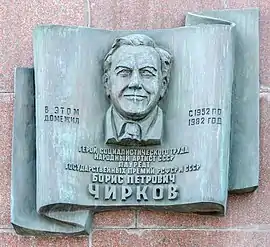 В ЭТОМ
ДОМЕ ЖИЛ
С 1952 ПО
1982 ГОД
ГЕРОЙ СОЦИАЛИСТИЧЕСКОГО ТРУДА
НАРОДНЫЙ АРТИСТ СССР
ЛАУРЕАТ
ГОСУДАРСТВЕННЫХ ПРЕМИЙ РСФСР И СССР
БОРИС ПЕТРОВИЧ
ЧИРКОВ